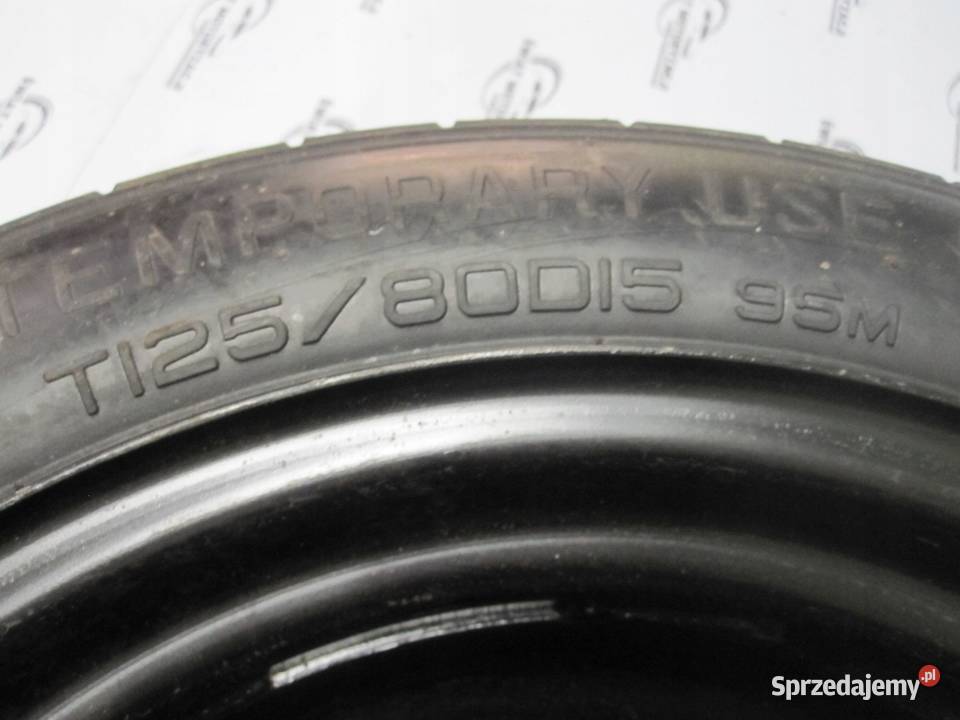 TEMPORARY USE
T125/80D15 95M
Sprzedajemy.pl